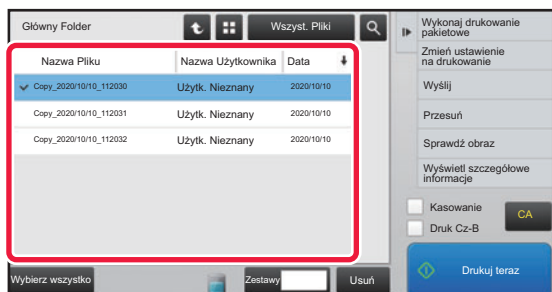 Główny Folder
Wszyst. Pliki
Nazwa Pliku Nazwa Użytkownika Data
Copy_2020/10/10_112030 Użytk. Nieznany 2020/10/10
Copy_2020/10/10_112031 Użytk. Nieznany 2020/10/10
Copy_2020/10/10_112032 Użytk. Nieznany 2020/10/10
Wybierz wszystko
Zestawy
Usuń
Wykonaj drukowanie
pakietowe
Zmień ustawienie
na drukowanie
Wyślij
Przesuń
Sprawdź obraz
Wyświetl szczegółowe
informacje
Kasowanie
Druk Cz-B
CA
Drukuj teraz